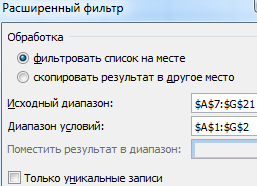 Расширенный фильтр
Обработка
фильтровать список на месте
скопировать результат в другое место
Исходный диапазон: $A$7:$G$21
Диапазон условий: $A$1:$G$2
Поместить результат в диапазон:
Только уникальные записи